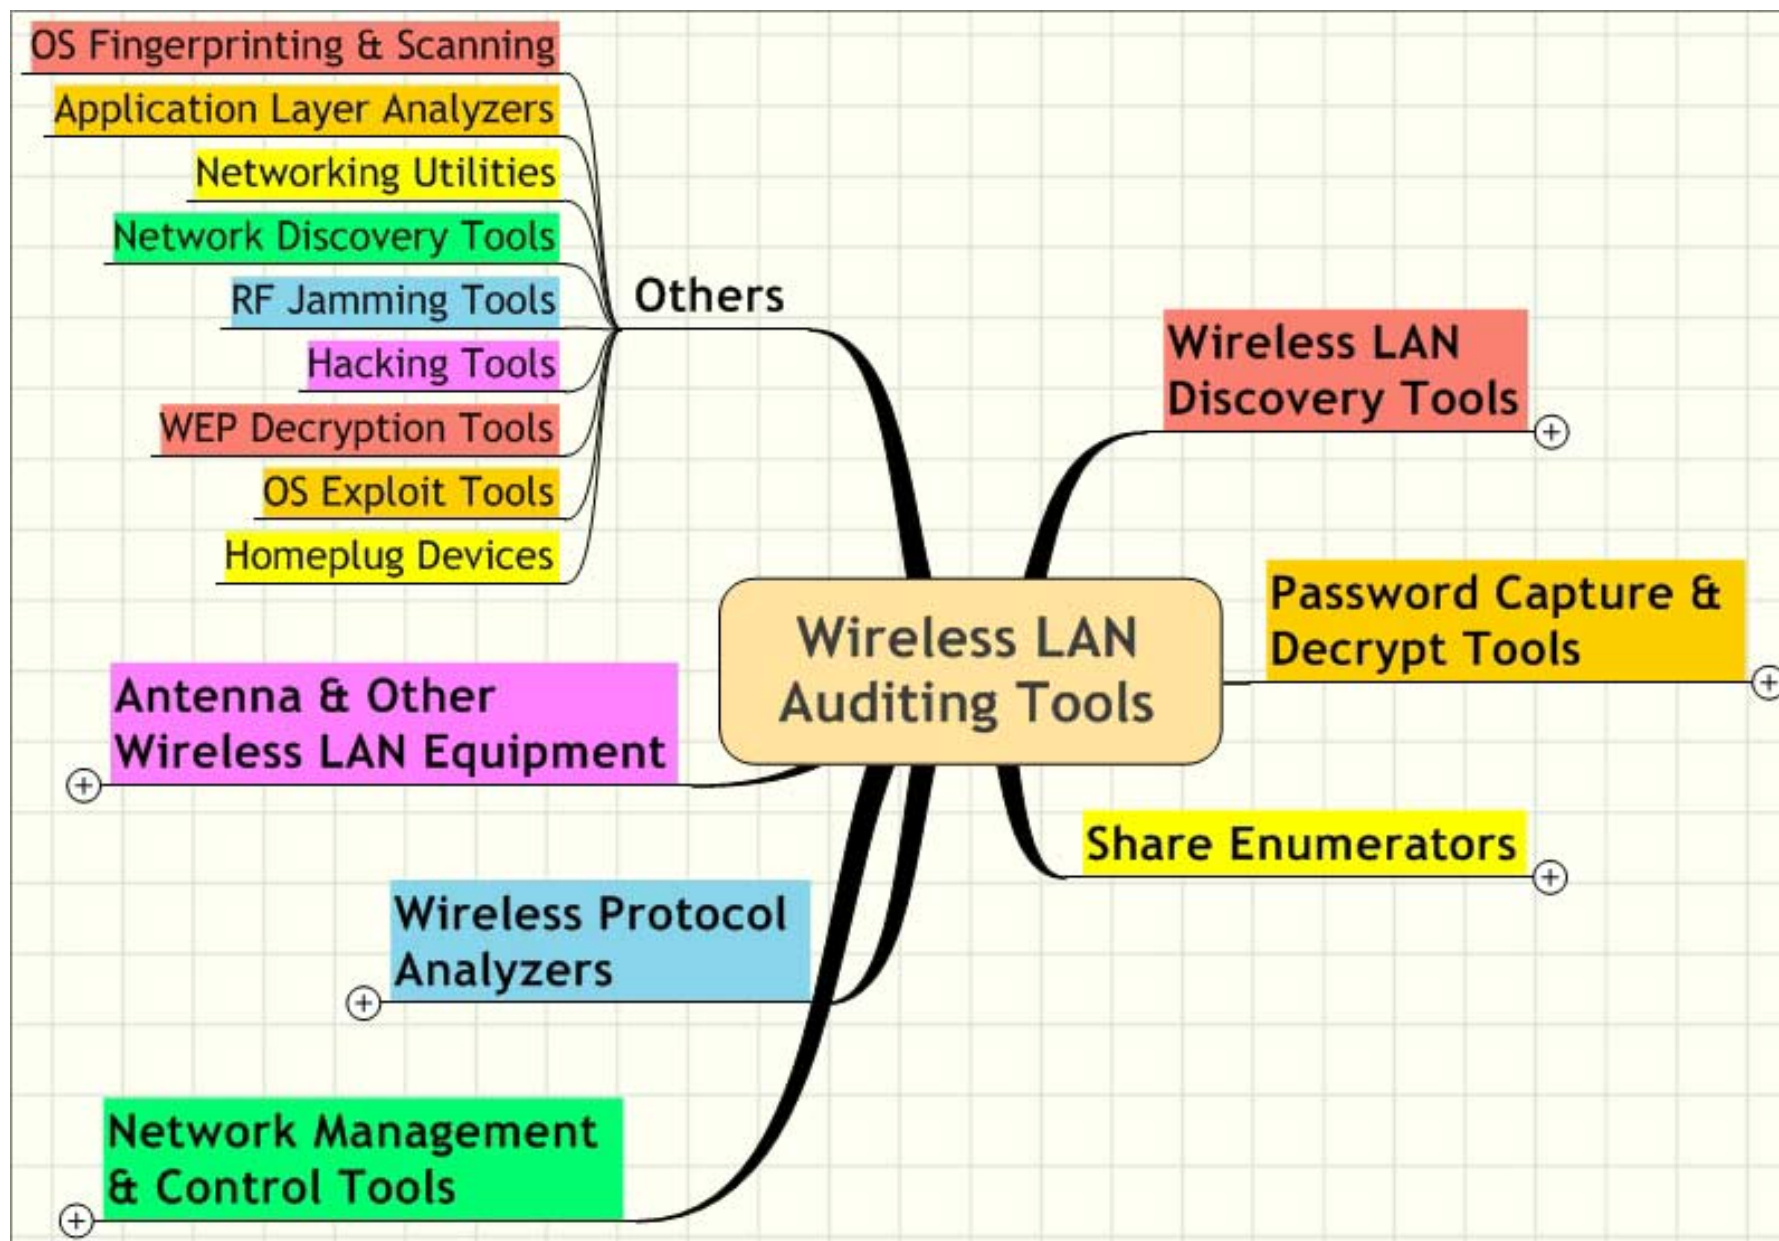 OS Fingerprinting & Scanning
Application Layer Analyzers
Networking Utilities
Network Discovery Tools
RF Jamming Tools
Hacking Tools
WEP Decryption Tools
OS Exploit Tools
Homeplug Devices
Others
Wireless LAN
Discovery Tools
Password Capture &
Decrypt Tools
Wireless LAN
Auditing Tools
Antenna & Other
Wireless LAN Equipment
Share Enumerators
Wireless Protocol
Analyzers
Network Management
& Control Tools